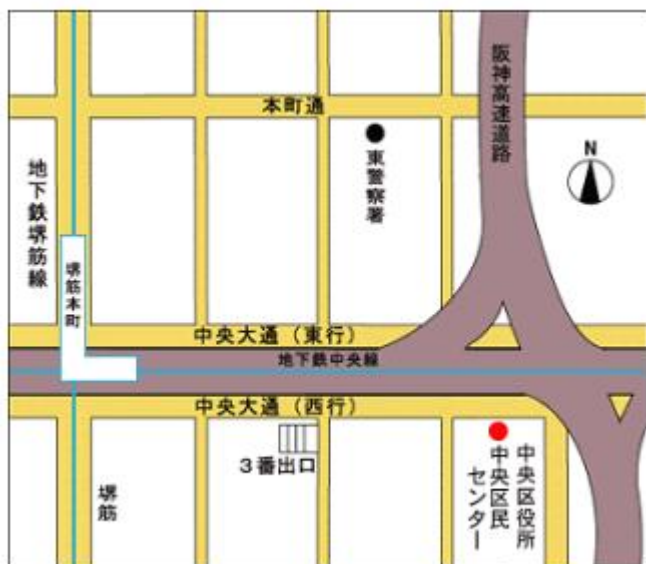 本町通
阪神高速道路
N
東警察署
地下鉄堺筋線
堺筋本町
中央大通（東行）
地下鉄中央線
中央大通（西行）
3番出口
堺筋
中央区役所
中央区民
センター